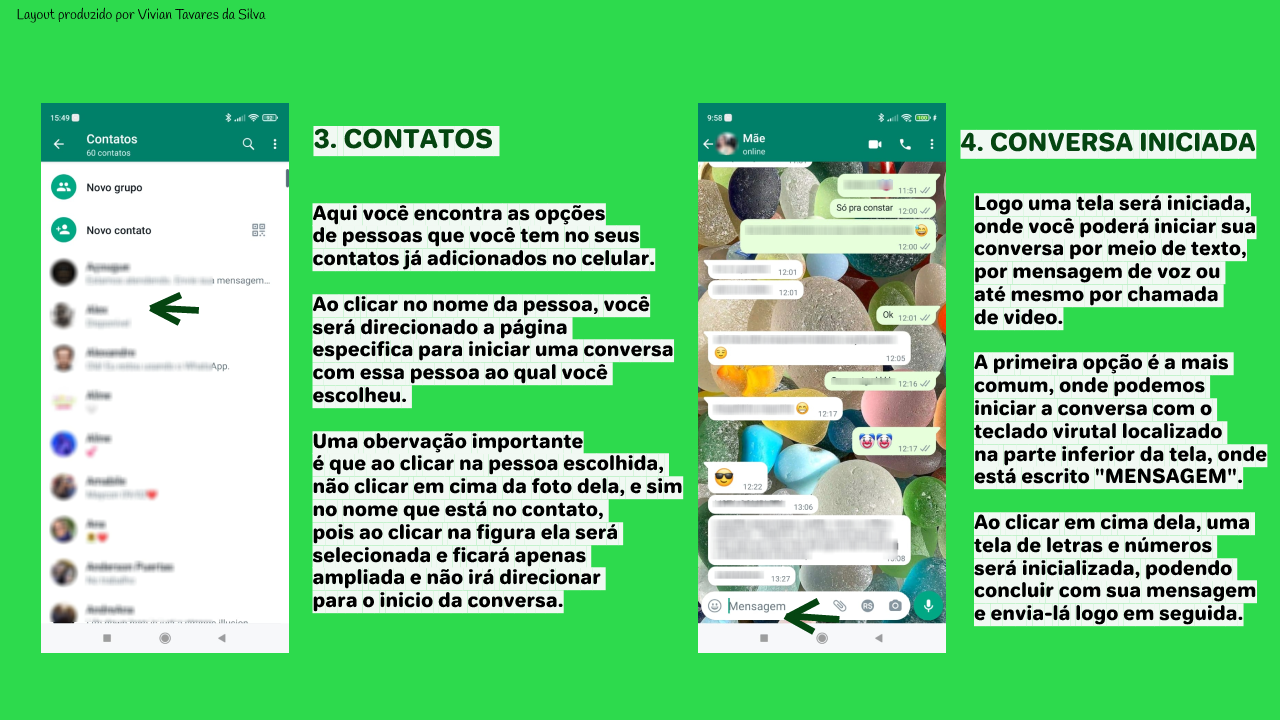 Layout produzido por Vivian Tavares da Silva
15:49
92
Contatos
60 contatos
Novo grupo
Novo contato
mensagem...
App.
3. CONTATOS
Aqui você encontra as opções
de pessoas que você tem no seus
contatos já adicionados no celular.
Ao clicar no nome da pessoa, você
será direcionado a página
especifica para iniciar uma conversa
com essa pessoa ao qual você
escolheu.
Uma obervação importante
é que ao clicar na pessoa escolhida,
não clicar em cima da foto dela, e sim
no nome que está no contato,
pois ao clicar na figura ela será
selecionada e ficará apenas
ampliada e não irá direcionar
para o inicio da conversa.
9:58
100
Mãe
online
11:51
Só pra constar 12:00
12:00
12:01
12:01
Ok 12:01
12:05
12:16
12:17
12:17
12:22
13:06
13:08
13:27
Mensagem
R$
4. CONVERSA INICIADA
Logo uma tela será iniciada,
onde você poderá iniciar sua
conversa por meio de texto,
por mensagem de voz ou
até mesmo por chamada
de video.
A primeira opção é a mais
comum, onde podemos
iniciar a conversa com o
teclado virutal localizado
na parte inferior da tela, onde
está escrito "MENSAGEM".
Ao clicar em cima dela, uma
tela de letras e números
será inicializada, podendo
concluir com sua mensagem
e envia-lá logo em seguida.